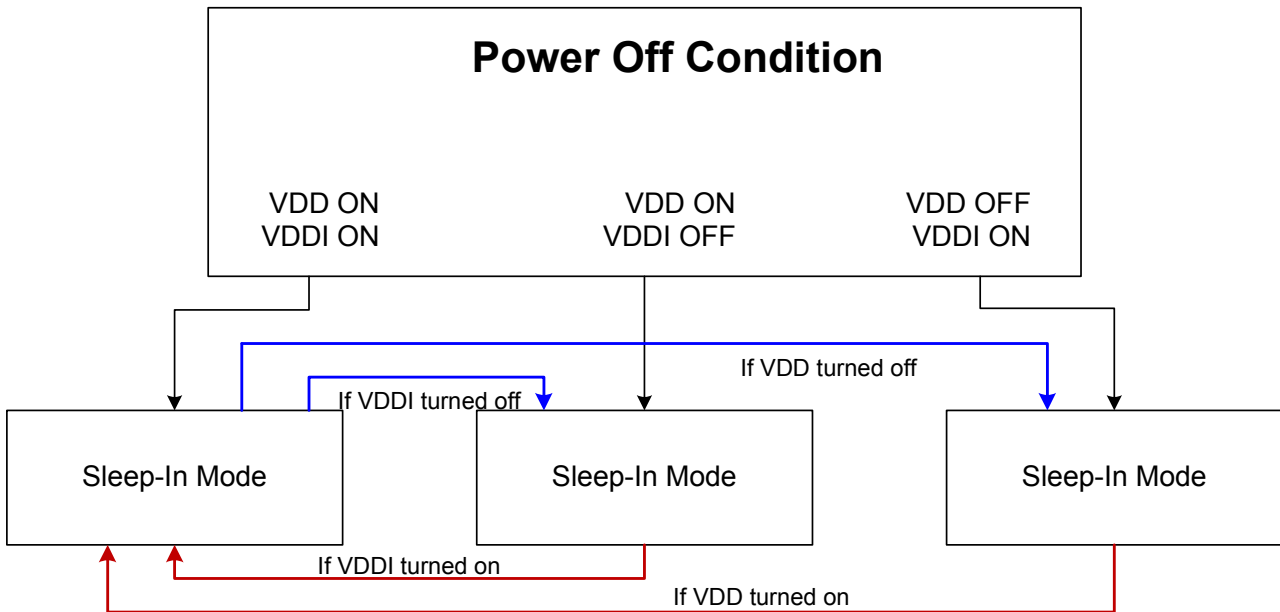 Power Off Condition
VDD ON
VDDI ON
VDD ON
VDDI OFF
VDD OFF
VDDI ON
If VDD turned off
If VDDI turned off
Sleep-In Mode
Sleep-In Mode
Sleep-In Mode
If VDDI turned on
If VDD turned on